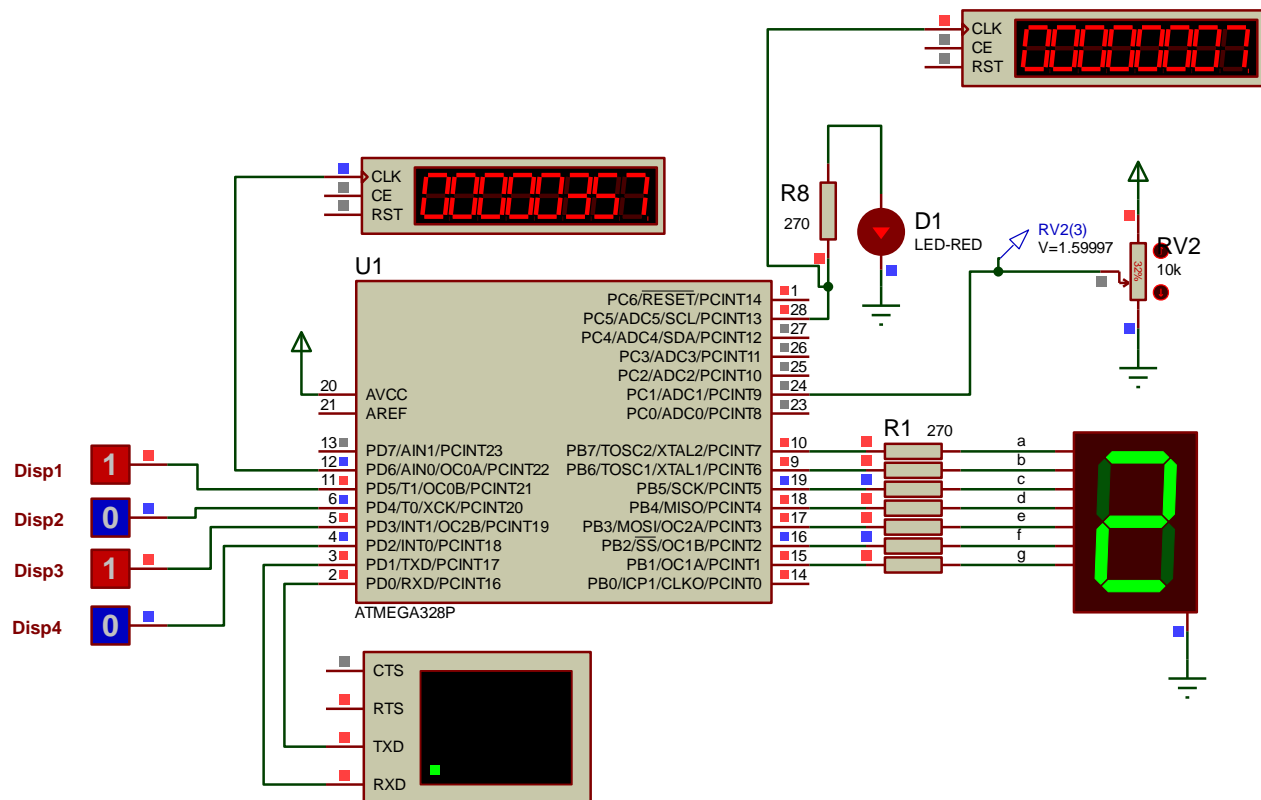 CLK
CE
RST
00000001
CLK
CE
RST
00000357
R8
270
D1
LED-RED
RV2(3)
V=1.59997
RV2
10k
32%
U1
PC6/RESET/PCINT14
1
PC5/ADC5/SCL/PCINT13
28
PC4/ADC4/SDA/PCINT12
27
PC3/ADC3/PCINT11
26
PC2/ADC2/PCINT10
25
20
AVCC
PC1/ADC1/PCINT9
24
21
AREF
PC0/ADC0/PCINT8
23
13
PD7/AIN1/PCINT23
PB7/TOSC2/XTAL2/PCINT7
10
12
PD6/AIN0/OC0A/PCINT22
PB6/TOSC1/XTAL1/PCINT6
9
11
PD5/T1/OC0B/PCINT21
PB5/SCK/PCINT5
19
6
PD4/T0/XCK/PCINT20
PB4/MISO/PCINT4
18
5
PD3/INT1/OC2B/PCINT19
PB3/MOSI/OC2A/PCINT3
17
4
PD2/INT0/PCINT18
PB2/SS/OC1B/PCINT2
16
3
PD1/TXD/PCINT17
PB1/OC1A/PCINT1
15
2
PD0/RXD/PCINT16
PB0/ICP1/CLKO/PCINT0
14
ATMEGA328P
R1
270
a
b
c
d
e
f
g
2
Disp1
1
Disp2
0
Disp3
1
Disp4
0
CTS
RTS
TXD
RXD